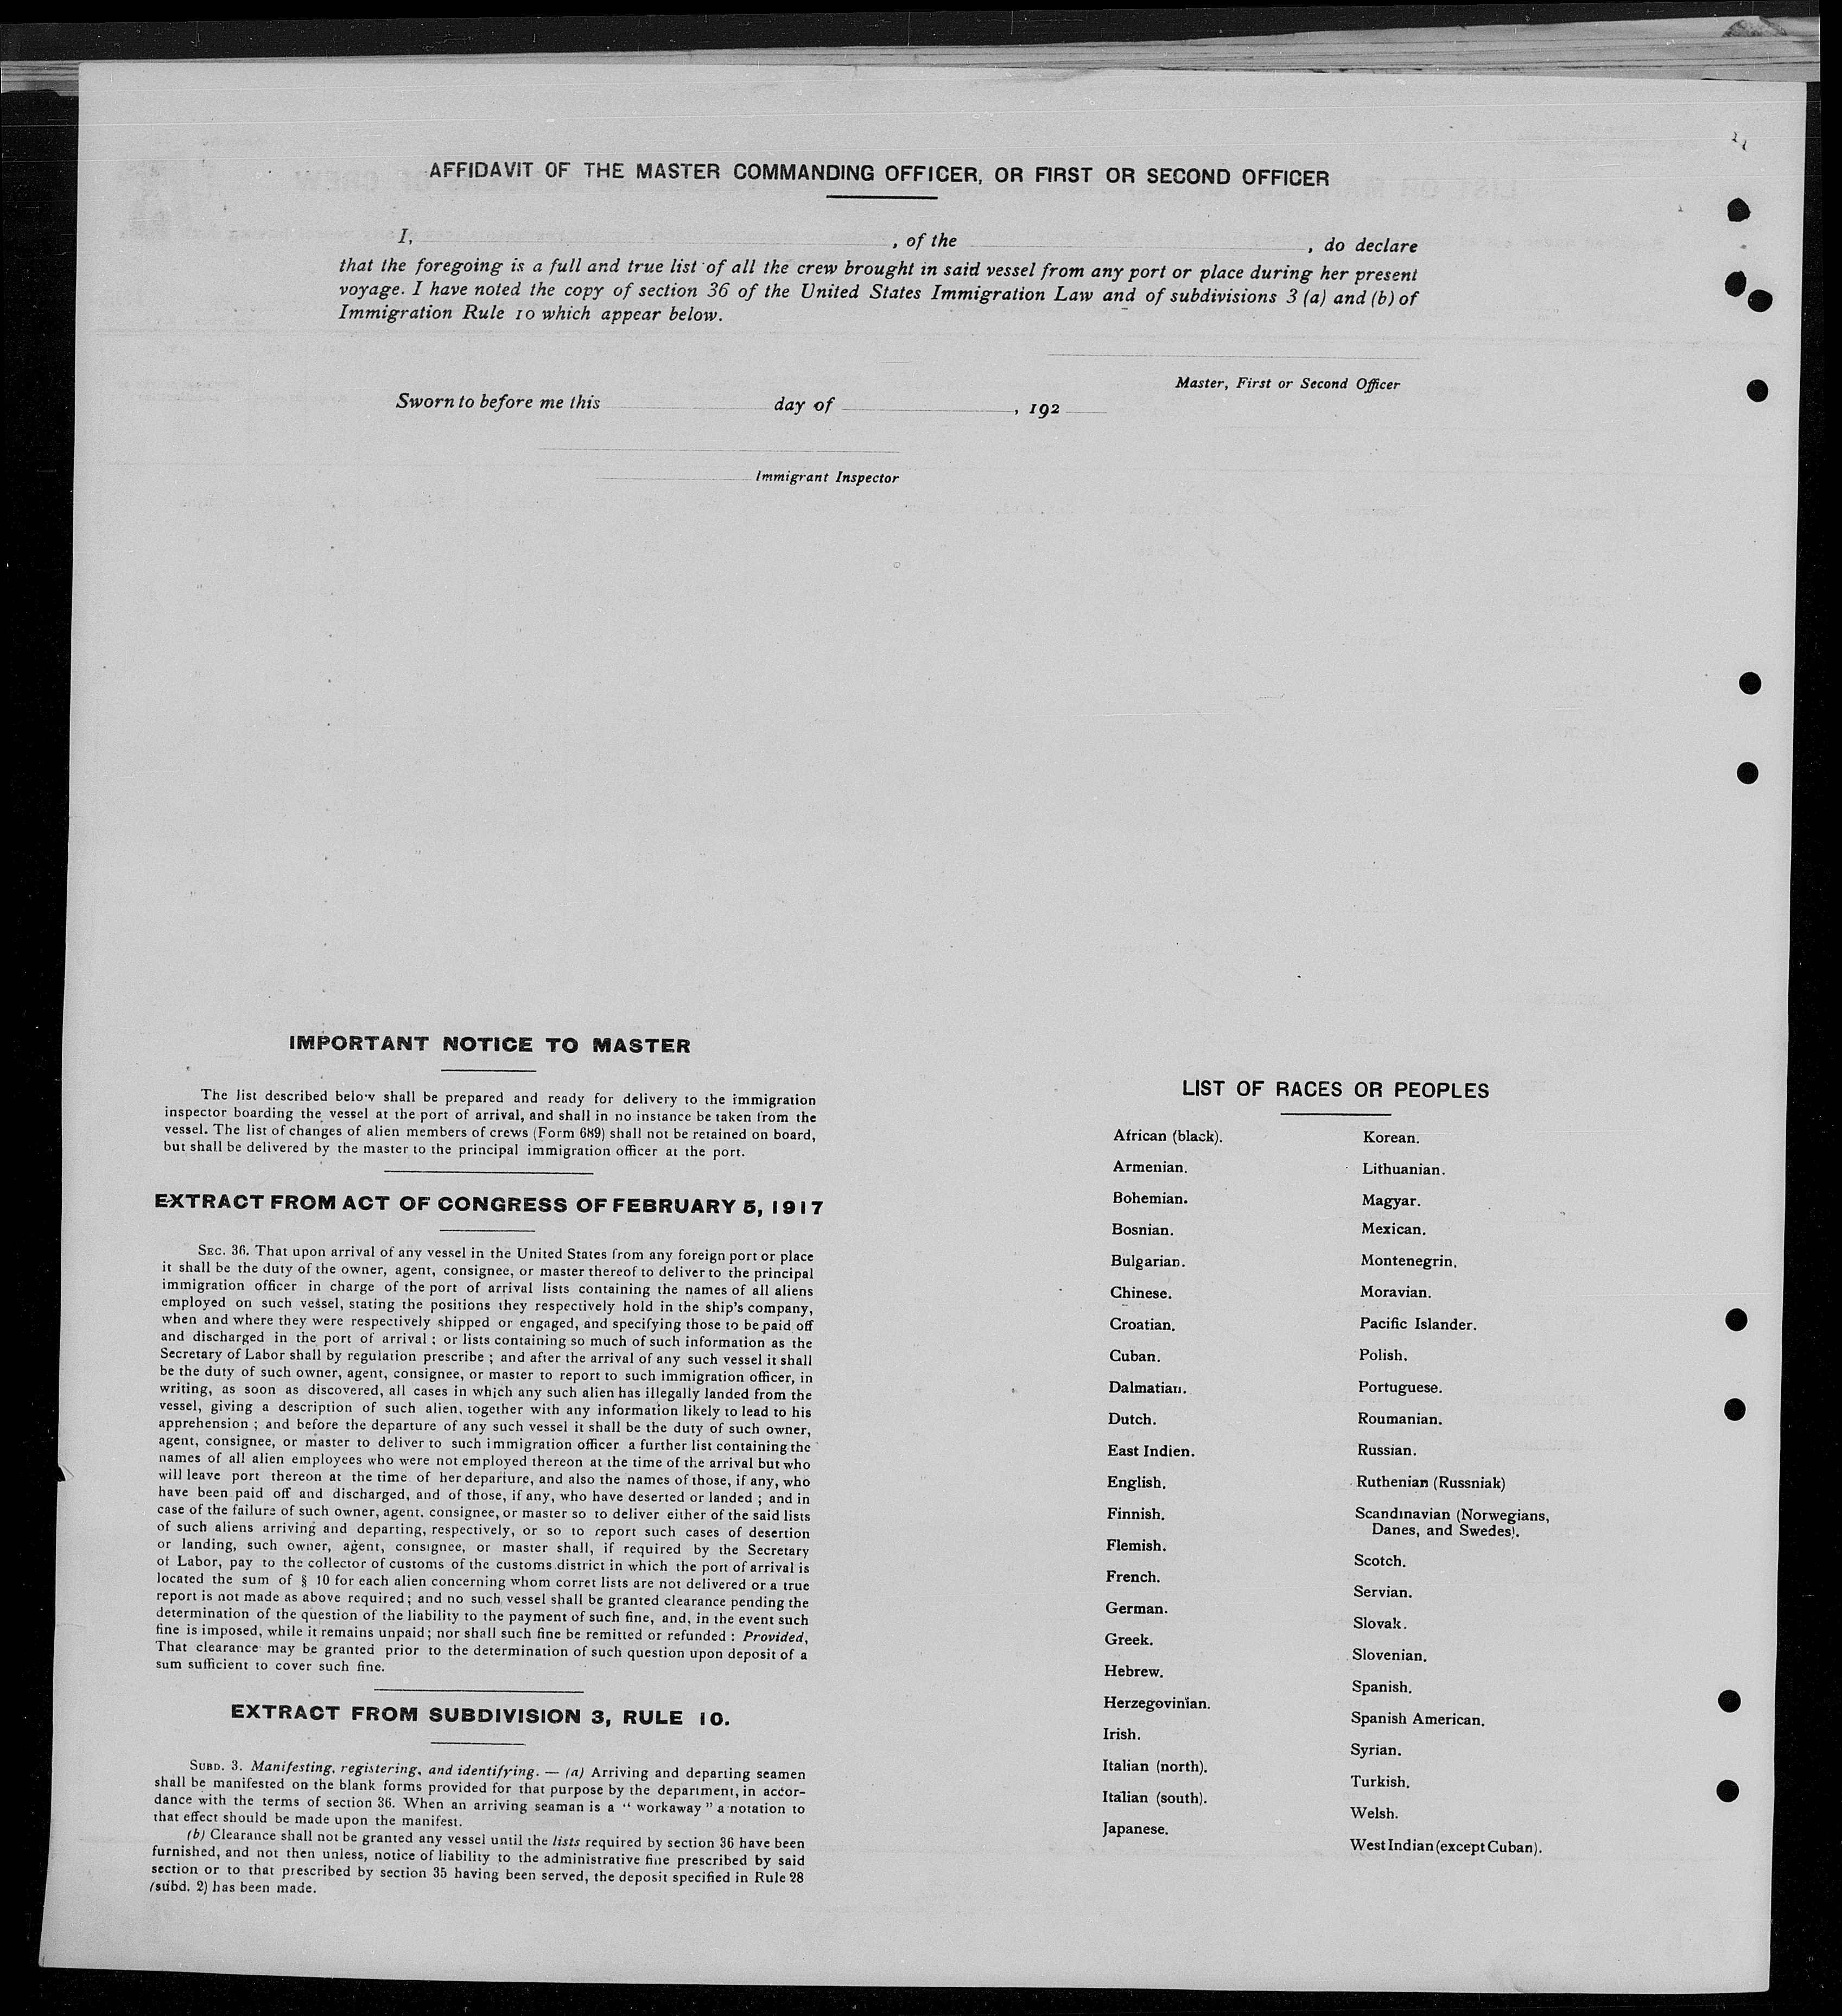 AFFIDAVIT OF THE MASTER COMMANDING OFFICER, OR FIRST OR SECOND OFFICER
I, , of the , do declare
that the foregoing is a full and true list of all the crew brought in said vessel from any port or place during her present
voyage. I have noted the copy of section 36 of the United States Immigration Law and of subdivisions 3 (a) and (b) of
Immigration Rule 10 which appear below.
Master, First or Second Officer
Sworn to before me this day of , 192
Immigrant Inspector
IMPORTANT NOTICE TO MASTER
The list described below shall be prepared and ready for delivery to the immigration
inspector boarding the vessel at the port of arrival, and shall in no instance be taken from the
vessel. The list of changes of alien members of crews (Form 689) shall not be retained on board,
but shall be delivered by the master to the principal immigration officer at the port.
EXTRACT FROM ACT OF CONGRESS OF FEBRUARY 5, 1917
SEC. 36. That upon arrival of any vessel in the United States from any foreign port or place
it shall be the duty of the owner, agent, consignee, or master thereof to deliver to the principal
immigration officer in charge of the port of arrival lists containing the names of all aliens
employed on such vessel, stating the positions they respectively hold in the ship's company,
when and where they were respectively shipped or engaged, and specifying those to be paid off
and discharged in the port of arrival ; or lists containing so much of such information as the
Secretary of Labor shall by regulation prescribe ; and after the arrival of any such vessel it shall
be the duty of such owner, agent, consignee, or master to report to such immigration officer, in
writing, as soon as discovered, all cases in which any such alien has illegally landed from the
vessel, giving a description of such alien, together with any information likely to lead to his
apprehension ; and before the departure of any such vessel it shall be the duty of such owner,
agent, consignee, or master to deliver to such immigration officer a further list containing the
names of all alien employees who were not employed thereon at the time of the arrival but who
will leave port thereon at the time of her departure, and also the names of those, if any, who
have been paid off and discharged, and of those, if any, who have deserted or landed ; and in
case of the failure of such owner, agent, consignee, or master so to deliver either of the said lists
of such aliens arriving and departing, respectively, or so to report such cases of desertion
or landing, such owner, agent, consignee, or master shall, if required by the Secretary
of Labor, pay to the collector of customs of the customs district in which the port of arrival is
located the sum of § 10 for each alien concerning whom corret lists are not delivered or a true
report is not made as above required ; and no such vessel shall be granted clearance pending the
determination of the question of the liability to the payment of such fine, and, in the event such
fine is imposed, while it remains unpaid ; nor shall such fine be remitted or refunded : Provided,
That clearance may be granted prior to the determination of such question upon deposit of a
sum sufficient to cover such fine.
EXTRACT FROM SUBDIVISION 3, RULE 10.
SUBD. 3. Manifesting, registering, and identifying. — (a) Arriving and departing seamen
shall be manifested on the blank forms provided for that purpose by the department, in accor-
dance with the terms of section 36. When an arriving seaman is a " workaway " a notation to
that effect should be made upon the manifest.
(b) Clearance shall not be granted any vessel until the lists required by section 36 have been
furnished, and not then unless, notice of liability to the administrative fine prescribed by said
section or to that prescribed by section 35 having been served, the deposit specified in Rule 28
(subd. 2) has been made.
LIST OF RACES OR PEOPLES
African (black).
Armenian.
Bohemian.
Bosnian.
Bulgarian.
Chinese.
Croatian.
Cuban.
Dalmatian.
Dutch.
East Indien.
English.
Finnish.
Flemish.
French.
German.
Greek.
Hebrew.
Herzegovinian.
Irish.
Italian (north).
Italian (south).
Japanese.
Korean.
Lithuanian.
Magyar.
Mexican.
Montenegrin.
Moravian.
Pacific Islander.
Polish.
Portuguese.
Roumanian.
Russian.
Ruthenian (Russniak)
Scandinavian (Norwegians,
Danes, and Swedes).
Scotch.
Servian.
Slovak.
Slovenian.
Spanish.
Spanish American.
Syrian.
Turkish.
Welsh.
West Indian (except Cuban).